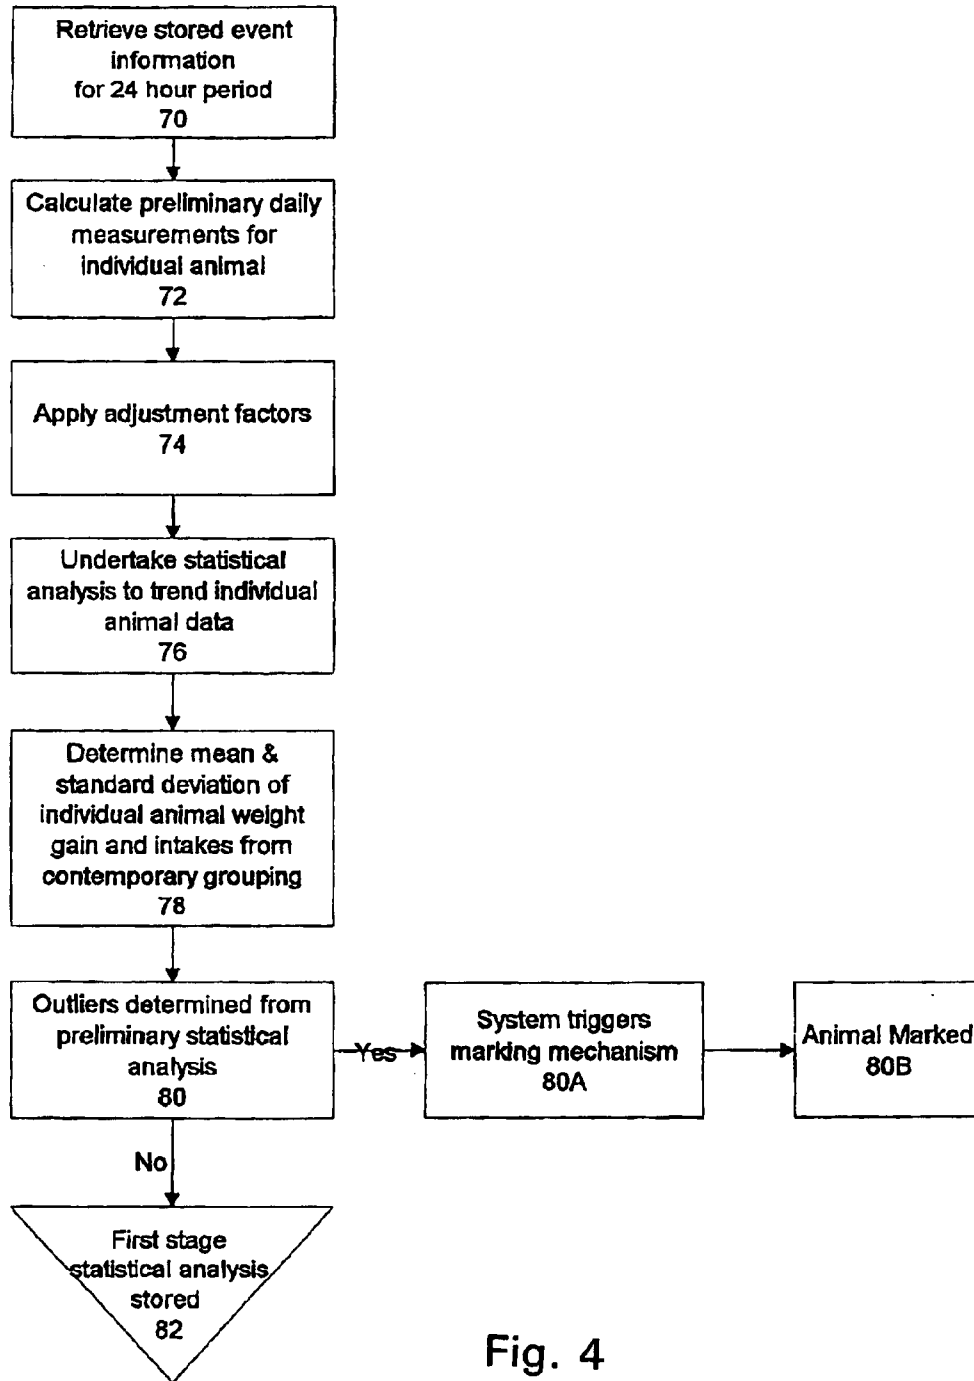 Retrieve stored event
information
for 24 hour period
70
Calculate preliminary daily
measurements for
individual animal
72
Apply adjustment factors
74
Undertake statistical
analysis to trend individual
animal data
76
Determine mean &
standard deviation of
individual animal weight
gain and intakes from
contemporary grouping
78
Outliers determined from
preliminary statistical
analysis
80
Yes
System triggers
marking mechanism
80A
Animal Marked
80B
No
First stage
statistical analysis
stored
82
Fig. 4